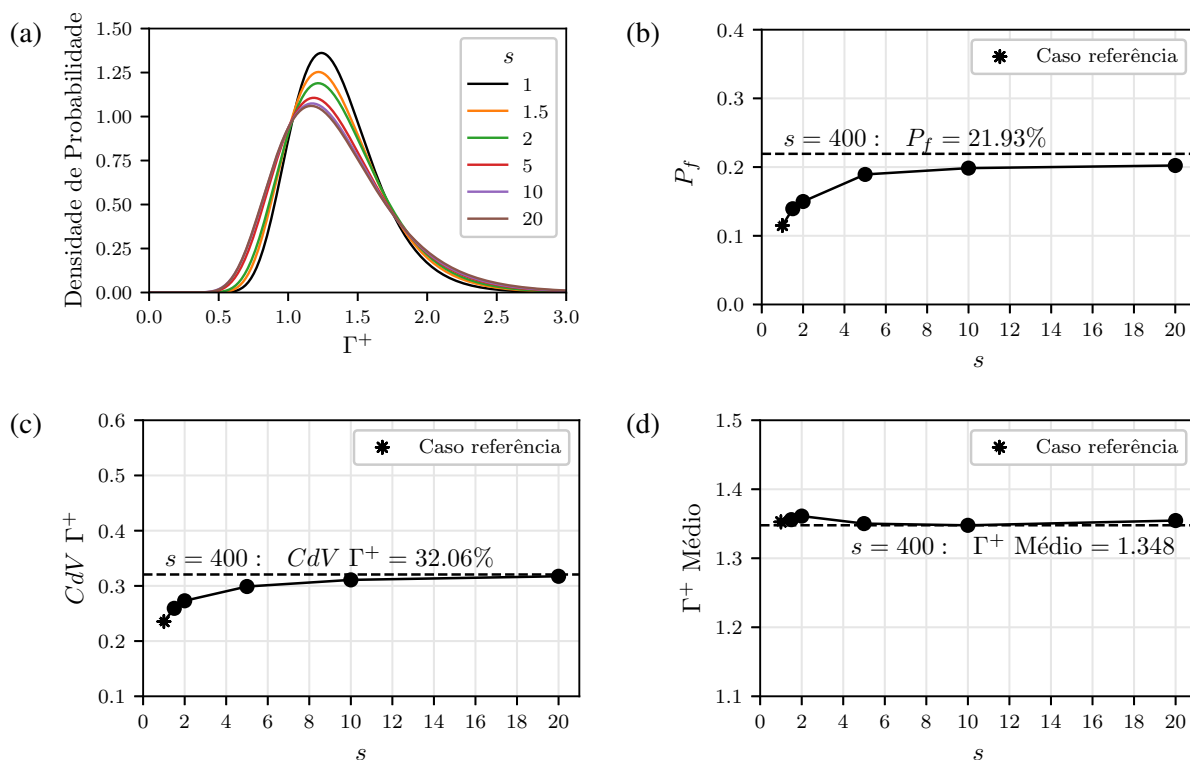 (a)
Densidade de Probabilidade
1.50
1.25
1.00
0.75
0.50
0.25
0.00
0.0 0.5 1.0 1.5 2.0 2.5 3.0
Γ⁺
s
1
1.5
2
5
10
20
(b)
P_f
0.4
0.3
0.2
0.1
0.0
Caso referência
s = 400 : P_f = 21.93%
0 2 4 6 8 10 12 14 16 18 20
s
(c)
CdV Γ⁺
0.6
0.5
0.4
0.3
0.2
0.1
Caso referência
s = 400 : CdV Γ⁺ = 32.06%
0 2 4 6 8 10 12 14 16 18 20
s
(d)
Γ⁺ Médio
1.5
1.4
1.3
1.2
1.1
Caso referência
s = 400 : Γ⁺ Médio = 1.348
0 2 4 6 8 10 12 14 16 18 20
s